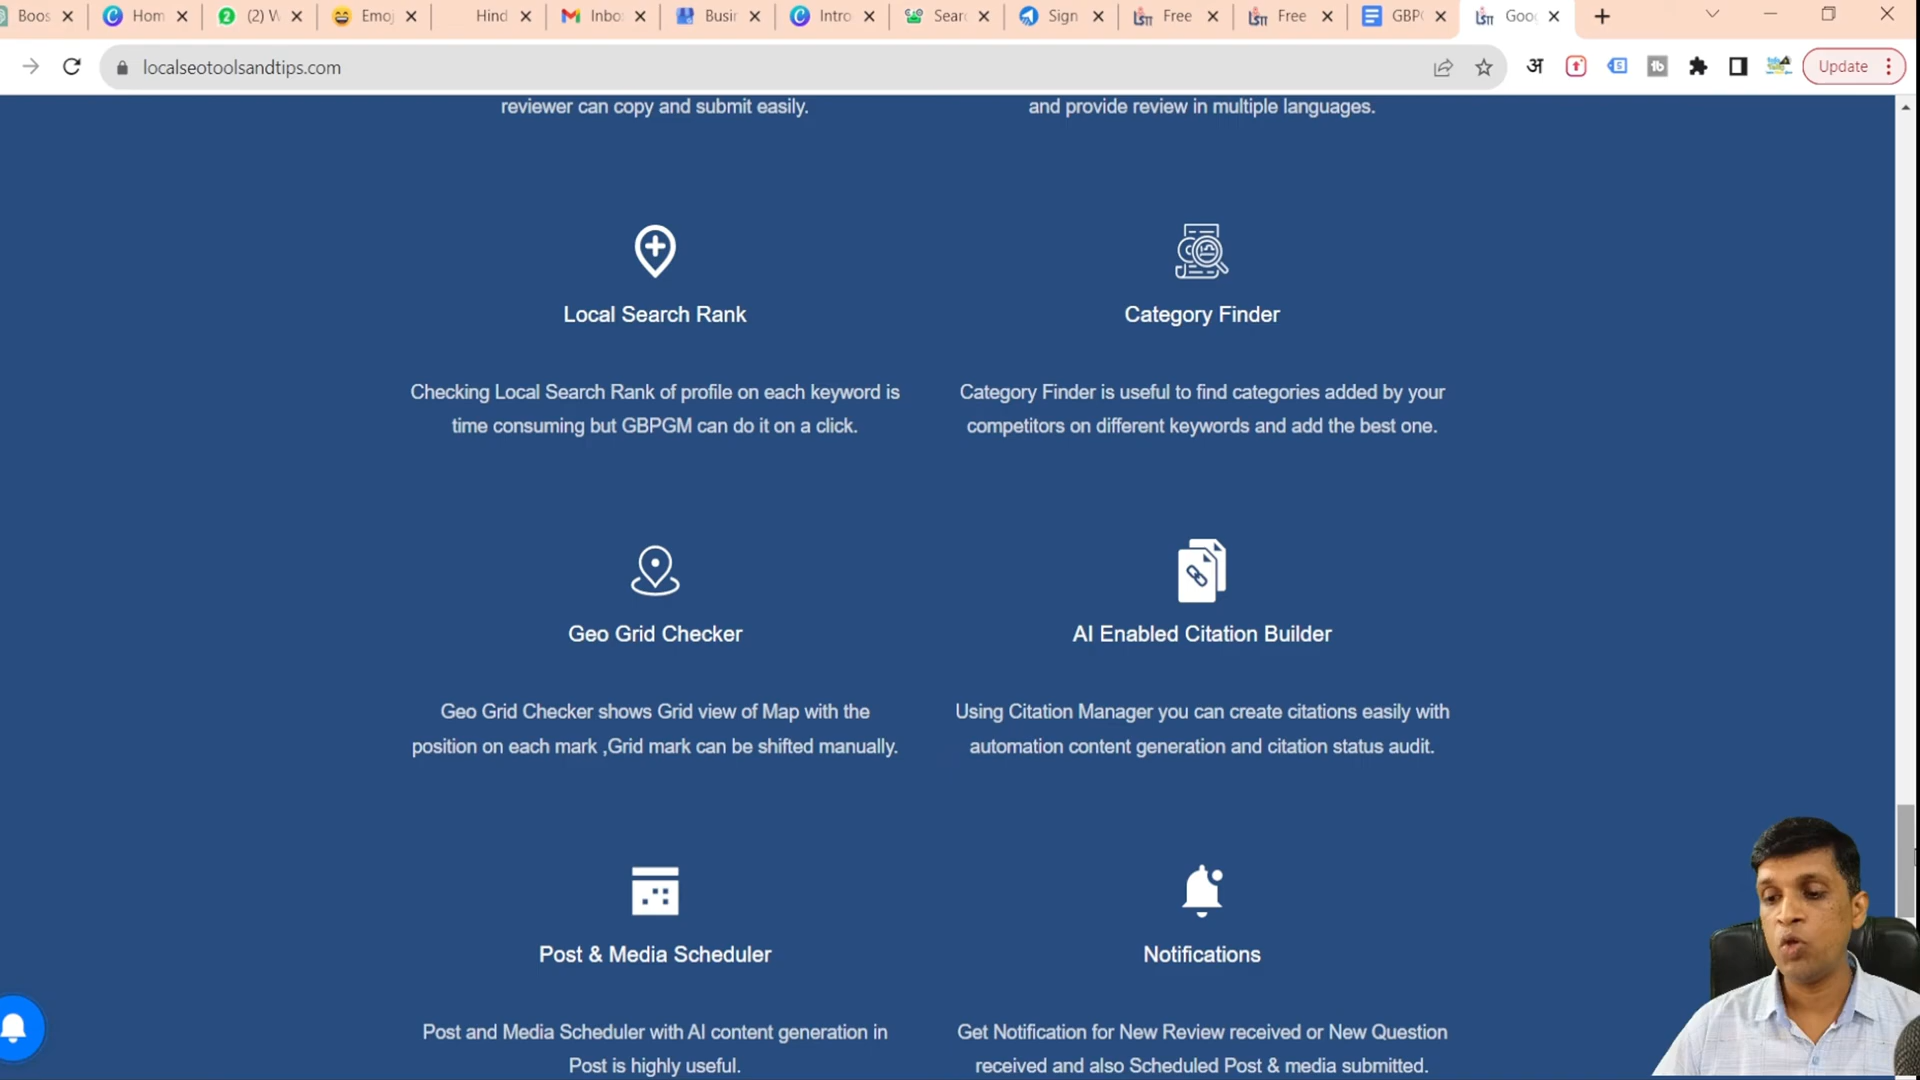 Boos
Hom
(2) W
Emoj
Hind
Inbo
Busi
Intro
Sear
Sign
Free
Free
GBP
Goo
localseotoolsandtips.com
अ
Update
reviewer can copy and submit easily.
and provide review in multiple languages.
Local Search Rank
Category Finder
Checking Local Search Rank of profile on each keyword is
time consuming but GBPGM can do it on a click.
Category Finder is useful to find categories added by your
competitors on different keywords and add the best one.
Geo Grid Checker
AI Enabled Citation Builder
Geo Grid Checker shows Grid view of Map with the
position on each mark ,Grid mark can be shifted manually.
Using Citation Manager you can create citations easily with
automation content generation and citation status audit.
Post & Media Scheduler
Notifications
Post and Media Scheduler with AI content generation in
Post is highly useful.
Get Notification for New Review received or New Question
received and also Scheduled Post & media submitted.